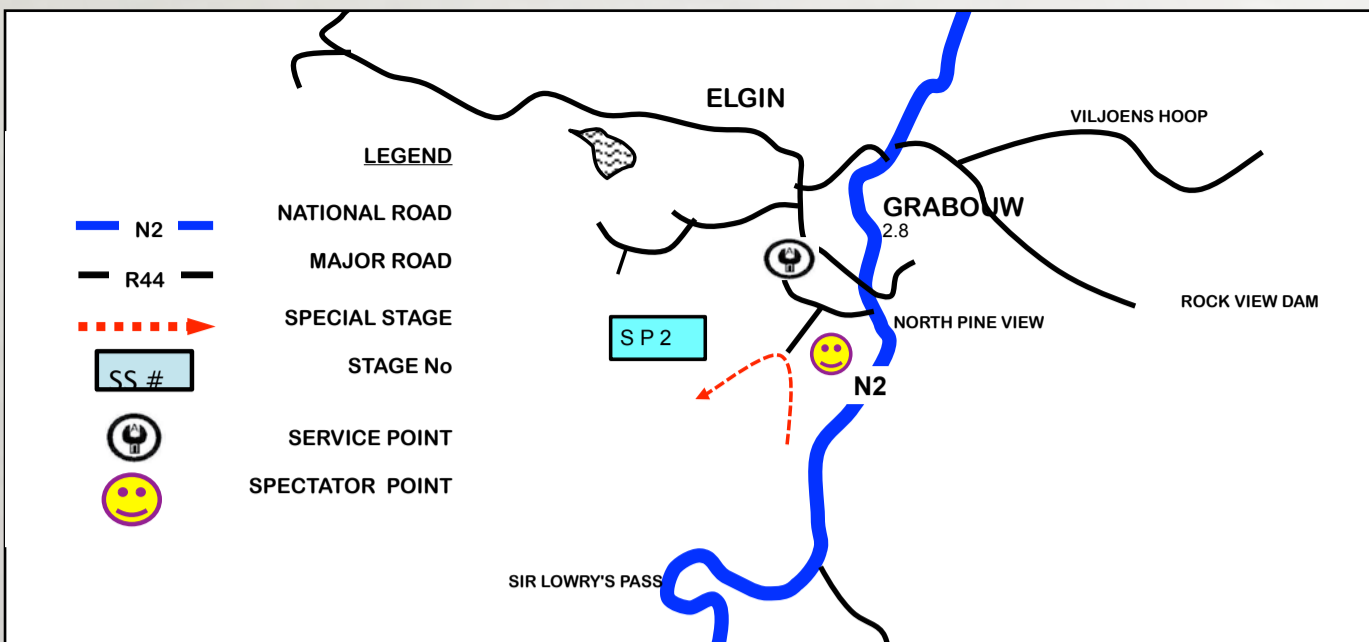 ELGIN
VILJOENS HOOP
LEGEND
N2
NATIONAL ROAD
GRABOUW
2.8
R44
MAJOR ROAD
ROCK VIEW DAM
SPECIAL STAGE
S P 2
NORTH PINE VIEW
SS #
STAGE No
N2
SERVICE POINT
SPECTATOR POINT
SIR LOWRY'S PASS